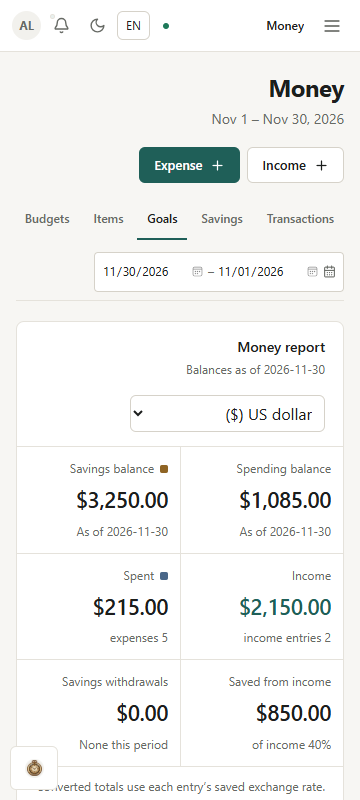 AL EN Money
Money
Nov 1 – Nov 30, 2026
Expense + Income +
Budgets Items Goals Savings Transactions
11/30/2026 – 11/01/2026
Money report
Balances as of 2026-11-30
($) US dollar
Savings balance Spending balance
$3,250.00 $1,085.00
As of 2026-11-30 As of 2026-11-30
Spent Income
$215.00 $2,150.00
expenses 5 income entries 2
Savings withdrawals Saved from income
$0.00 $850.00
None this period of income 40%
converted totals use each entry's saved exchange rate.